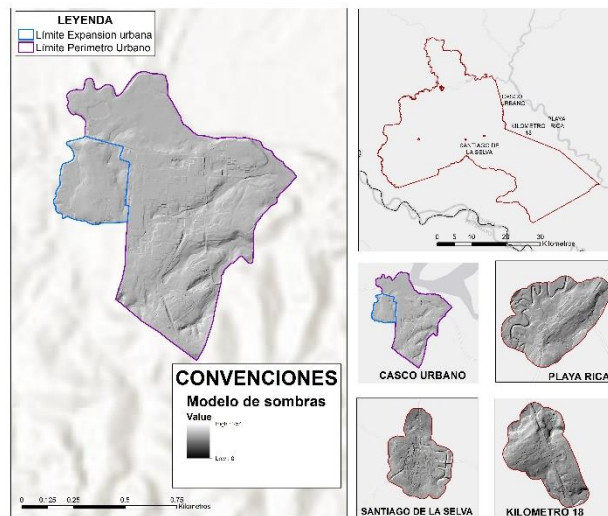 LEYENDA
Límite Expansion urbana
Límite Perimetro Urbano
CONVENCIONES
Modelo de sombras
Value
0 0.125 0.25 0.5 0.75
Kilometros
CASCO
URBANO
PLAYA
RICA
KILOMETRO
18
SANTIAGO DE
LA SELVA
0 5 10 20 30
Kilometros
CASCO URBANO
PLAYA RICA
SANTIAGO DE LA SELVA
KILOMETRO 18